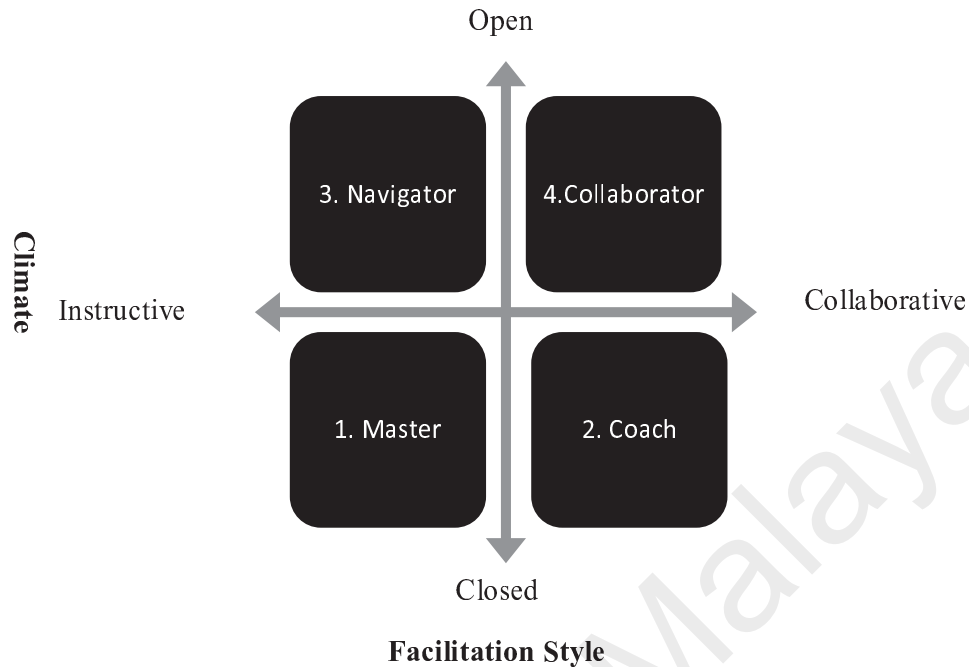 Open
3. Navigator
4.Collaborator
Climate
Instructive
Collaborative
1. Master
2. Coach
Closed
Facilitation Style
Malaya